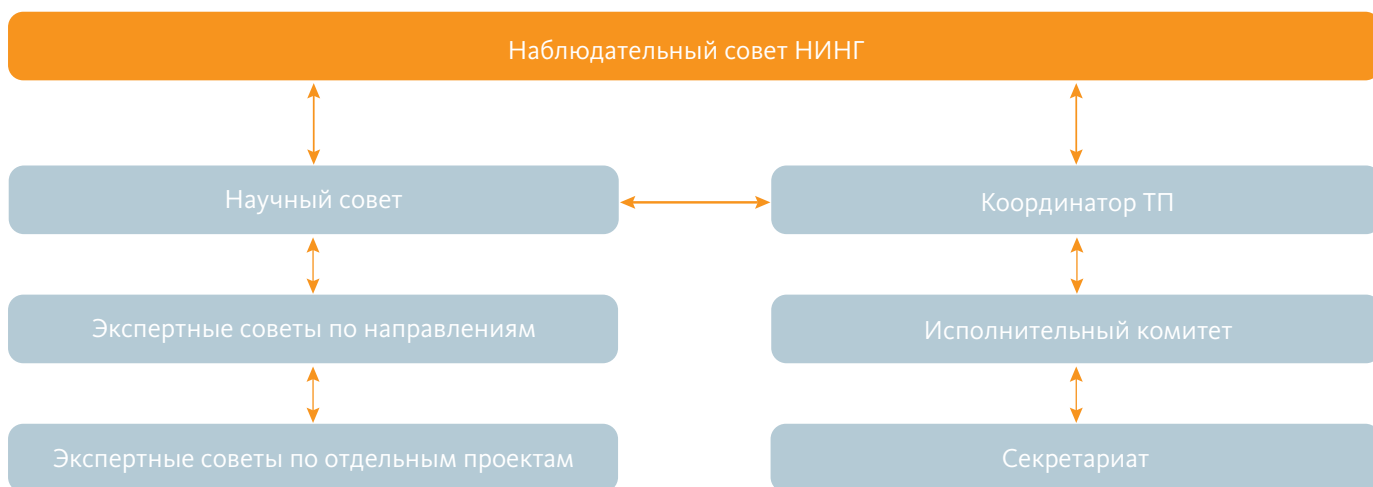 Наблюдательный совет НИНГ
Научный совет
Координатор ТП
Экспертные советы по направлениям
Исполнительный комитет
Экспертные советы по отдельным проектам
Секретариат